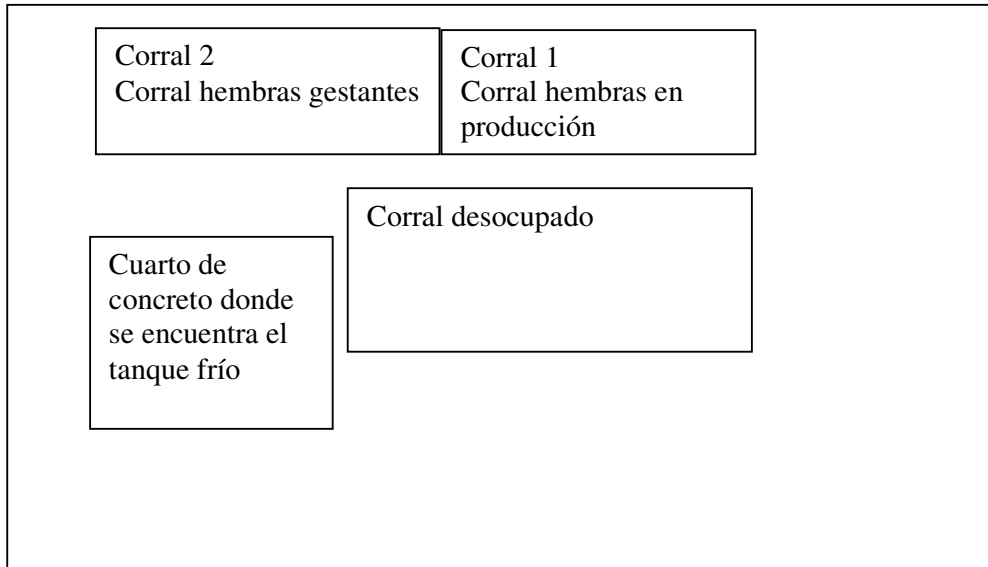 Corral 2
Corral hembras gestantes
Corral 1
Corral hembras en
producción
Corral desocupado
Cuarto de
concreto donde
se encuentra el
tanque frío